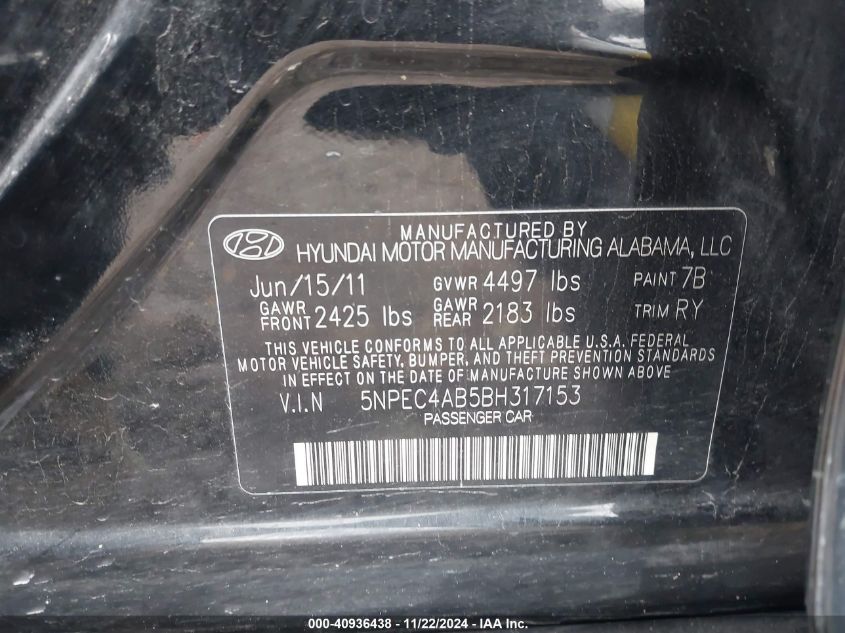 MANUFACTURED BY
HYUNDAI MOTOR MANUFACTURING ALABAMA, LLC
Jun/15/11 GVWR 4497 lbs PAINT 7B
GAWR FRONT 2425 lbs GAWR REAR 2183 lbs TRIM RY
THIS VEHICLE CONFORMS TO ALL APPLICABLE U.S.A. FEDERAL
MOTOR VEHICLE SAFETY, BUMPER, AND THEFT PREVENTION STANDARDS
IN EFFECT ON THE DATE OF MANUFACTURE SHOWN ABOVE
V.I.N 5NPEC4AB5BH317153
PASSENGER CAR
000-40936438 - 11/22/2024 - IAA Inc.